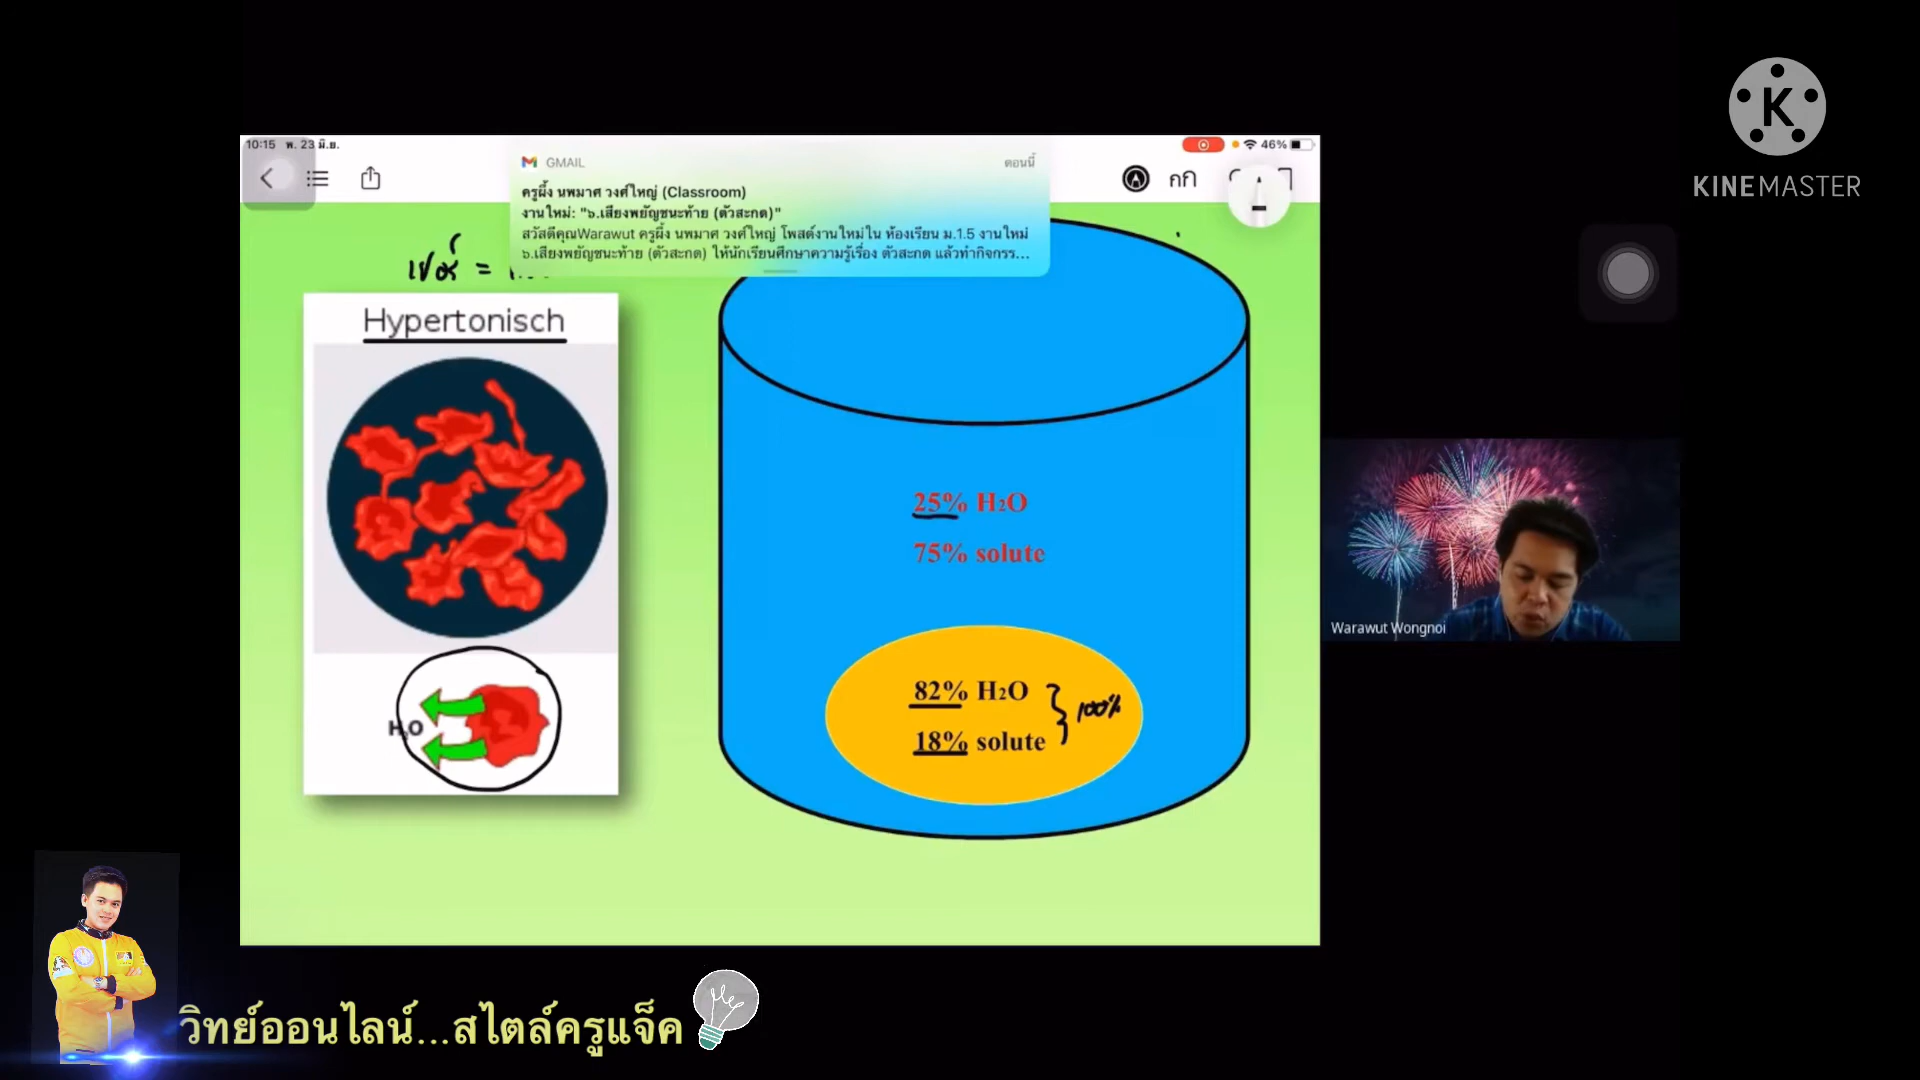 KINEMASTER
10:15 พ. 23 มิ.ย.
46%
GMAIL
ตอนนี้
ครูผึ้ง นพมาศ วงศ์ใหญ่ (Classroom)
งานใหม่: "๖.เสียงพยัญชนะท้าย (ตัวสะกด)"
สวัสดีคุณWarawut ครูผึ้ง นพมาศ วงศ์ใหญ่ โพสต์งานใหม่ใน ห้องเรียน ม.1.5 งานใหม่
๖.เสียงพยัญชนะท้าย (ตัวสะกด) ให้นักเรียนศึกษาความรู้เรื่อง ตัวสะกด แล้วทำกิจกรร...
กก
=
Hypertonisch
25% H2O
75% solute
82% H2O
18% solute
100%
H2O
Warawut Wongnoi
วิทย์ออนไลน์...สไตล์ครูแจ็ค